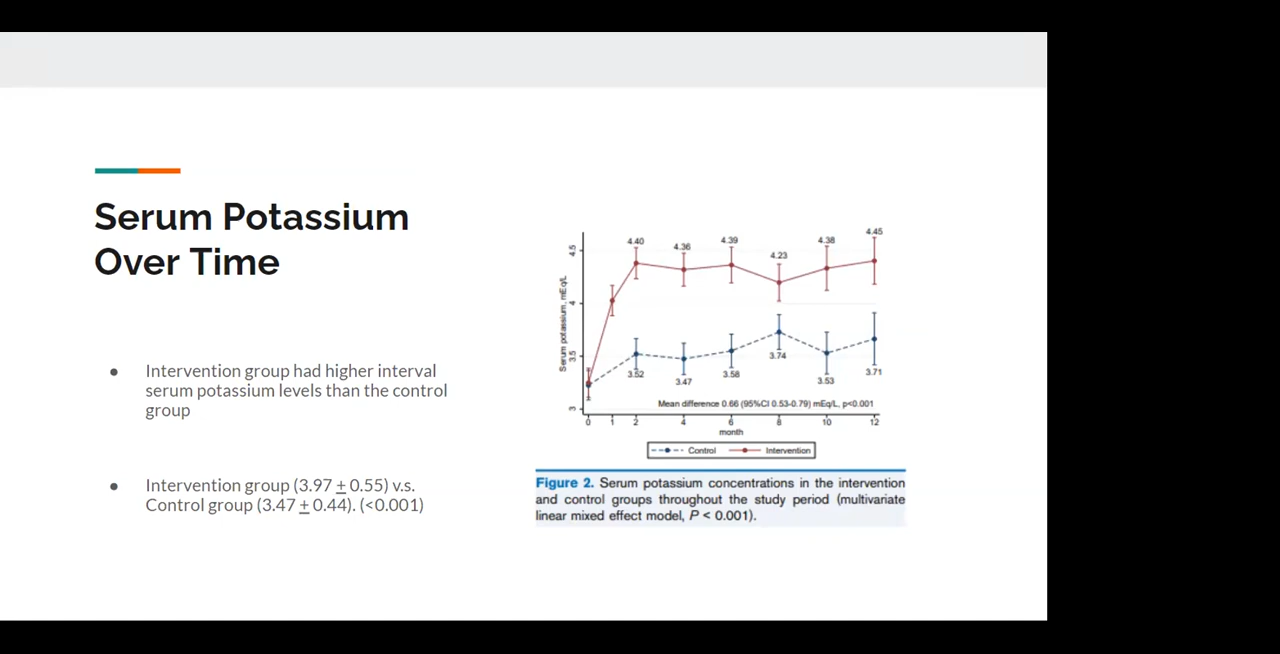 Serum Potassium
Over Time
Intervention group had higher interval
serum potassium levels than the control
group
Intervention group (3.97 + 0.55) v.s.
Control group (3.47 + 0.44). (<0.001)
4.40
4.36
4.39
4.23
4.38
4.45
Serum potassium, mEq/L
4.5
4
3.5
3
3.52
3.47
3.58
3.74
3.53
3.71
Mean difference 0.66 (95%CI 0.53-0.79) mEq/L, p<0.001
0 1 2 4 6 8 10 12
month
Control Intervention
Figure 2. Serum potassium concentrations in the intervention
and control groups throughout the study period (multivariate
linear mixed effect model, P < 0.001).